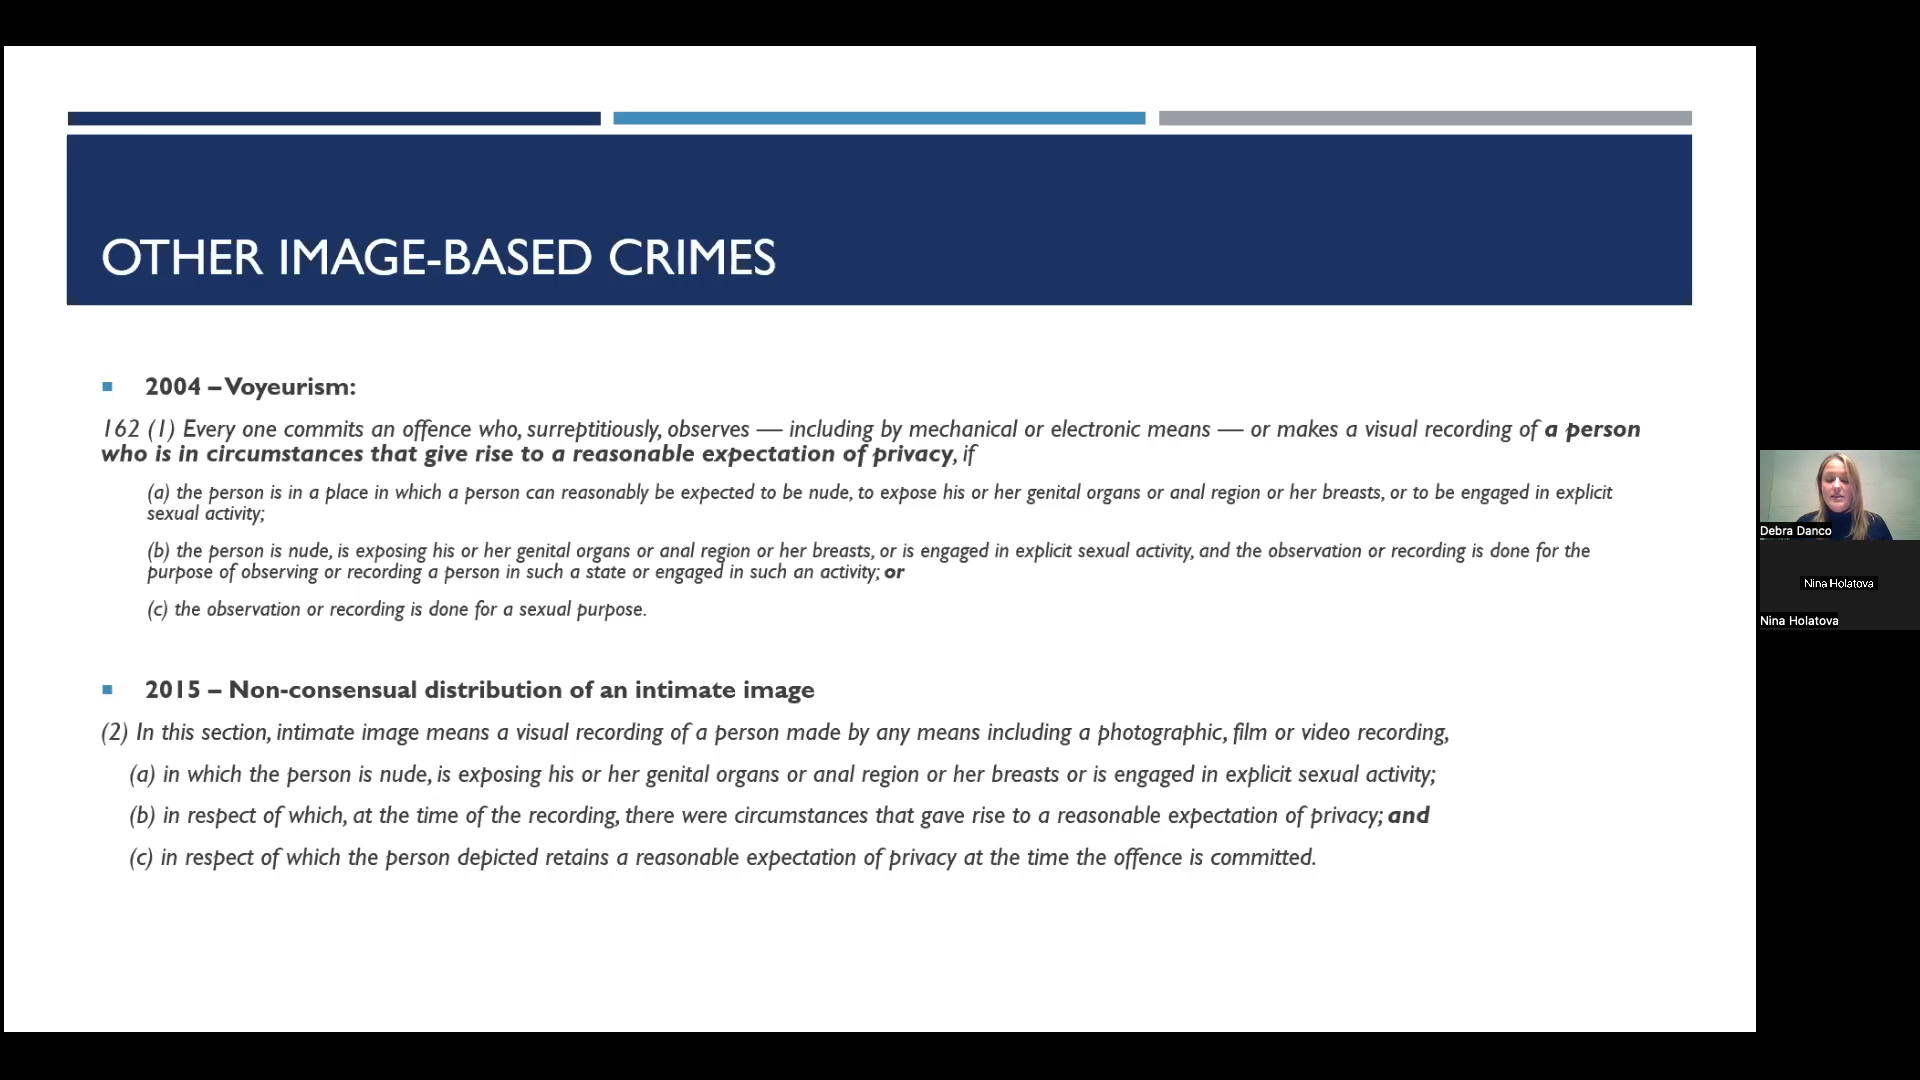 OTHER IMAGE-BASED CRIMES
2004 – Voyeurism:
162 (1) Every one commits an offence who, surreptitiously, observes — including by mechanical or electronic means — or makes a visual recording of a person
who is in circumstances that give rise to a reasonable expectation of privacy, if
(a) the person is in a place in which a person can reasonably be expected to be nude, to expose his or her genital organs or anal region or her breasts, or to be engaged in explicit
sexual activity;
(b) the person is nude, is exposing his or her genital organs or anal region or her breasts, or is engaged in explicit sexual activity, and the observation or recording is done for the
purpose of observing or recording a person in such a state or engaged in such an activity; or
(c) the observation or recording is done for a sexual purpose.
2015 – Non-consensual distribution of an intimate image
(2) In this section, intimate image means a visual recording of a person made by any means including a photographic, film or video recording,
(a) in which the person is nude, is exposing his or her genital organs or anal region or her breasts or is engaged in explicit sexual activity;
(b) in respect of which, at the time of the recording, there were circumstances that gave rise to a reasonable expectation of privacy; and
(c) in respect of which the person depicted retains a reasonable expectation of privacy at the time the offence is committed.
Debra Danco
Nina Holatova
Nina Holatova